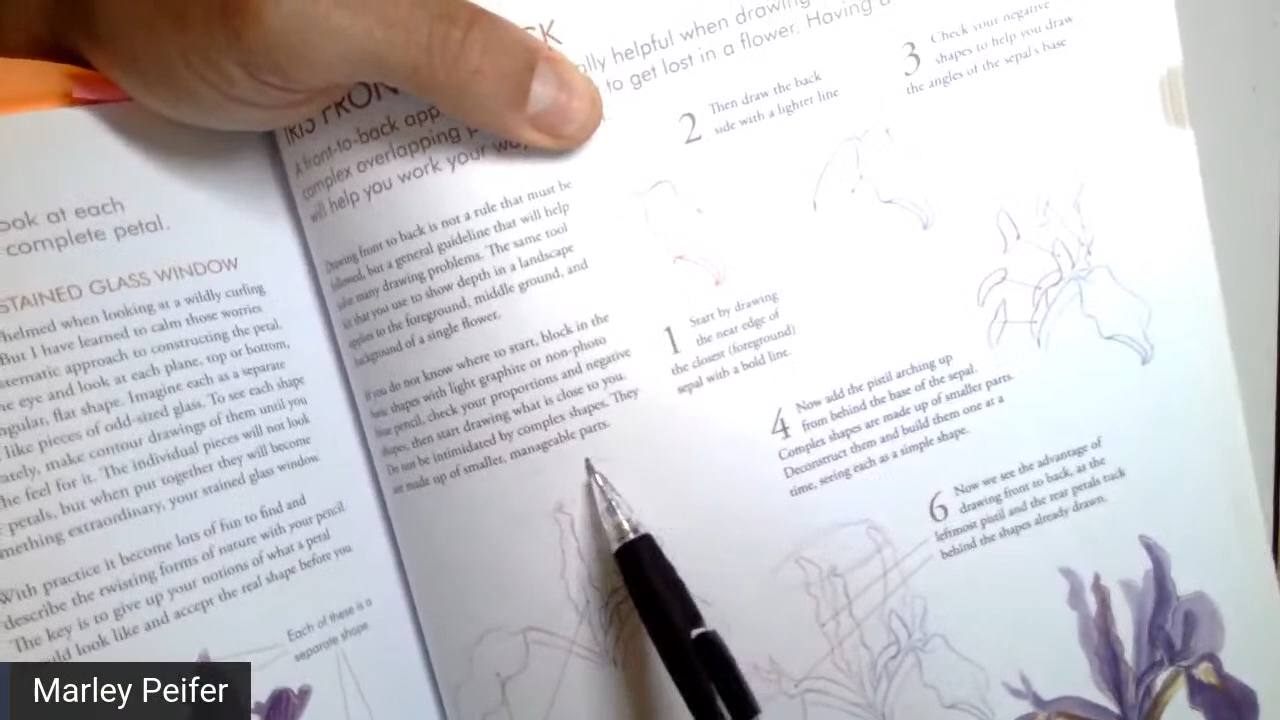 ook at each
complete petal.
STAINED GLASS WINDOW
helmed when looking at a wildly curling
But I have learned to calm those worries
stematic approach to constructing the petal.
ne eye and look at each plane, top or bottom,
ngular, flat shape. Imagine each as a separate
like pieces of odd-sized glass. To see each shape
ately, make contour drawings of them until you
he feel for it. The individual pieces will not look
petals, but when put together they will become
mething extraordinary, your stained glass window.
With practice it become lots of fun to find and
describe the twisting forms of nature with your pencil.
The key is to give up your notions of what a petal
would look like and accept the real shape before you
Each of these is a
separate shape
IRIS FRON
CK
A front-to-back app
ally helpful when drawing
complex overlapping
to get lost in a flower. Having a
will help you work your way
Drawing front to back is not a rule that must be
followed, but a general guideline that will help
solve many drawing problems. The same tool
that you use to show depth in a landscape
applies to the foreground, middle ground, and
background of a single flower.
If you do not know where to start, block in the
basic shapes with light graphite or non-photo
blue pencil, check your proportions and negative
shapes, then start drawing what is close to you.
Do not be intimidated by complex shapes. They
are made up of smaller, manageable parts.
1 Start by drawing
the near edge of
the closest (foreground)
sepal with a bold line.
2 Then draw the back
side with a lighter line
3 Check your negative
shapes to help you draw
the angles of the sepal's base
4 Now add the pistil arching up
from behind the base of the sepal.
Complex shapes are made up of smaller parts.
Deconstruct them and build them one at a
time, seeing each as a simple shape.
6 Now we see the advantage of
drawing front to back, as the
leftmost pistil and the rear petals tuck
behind the shapes already drawn.
Marley Peifer